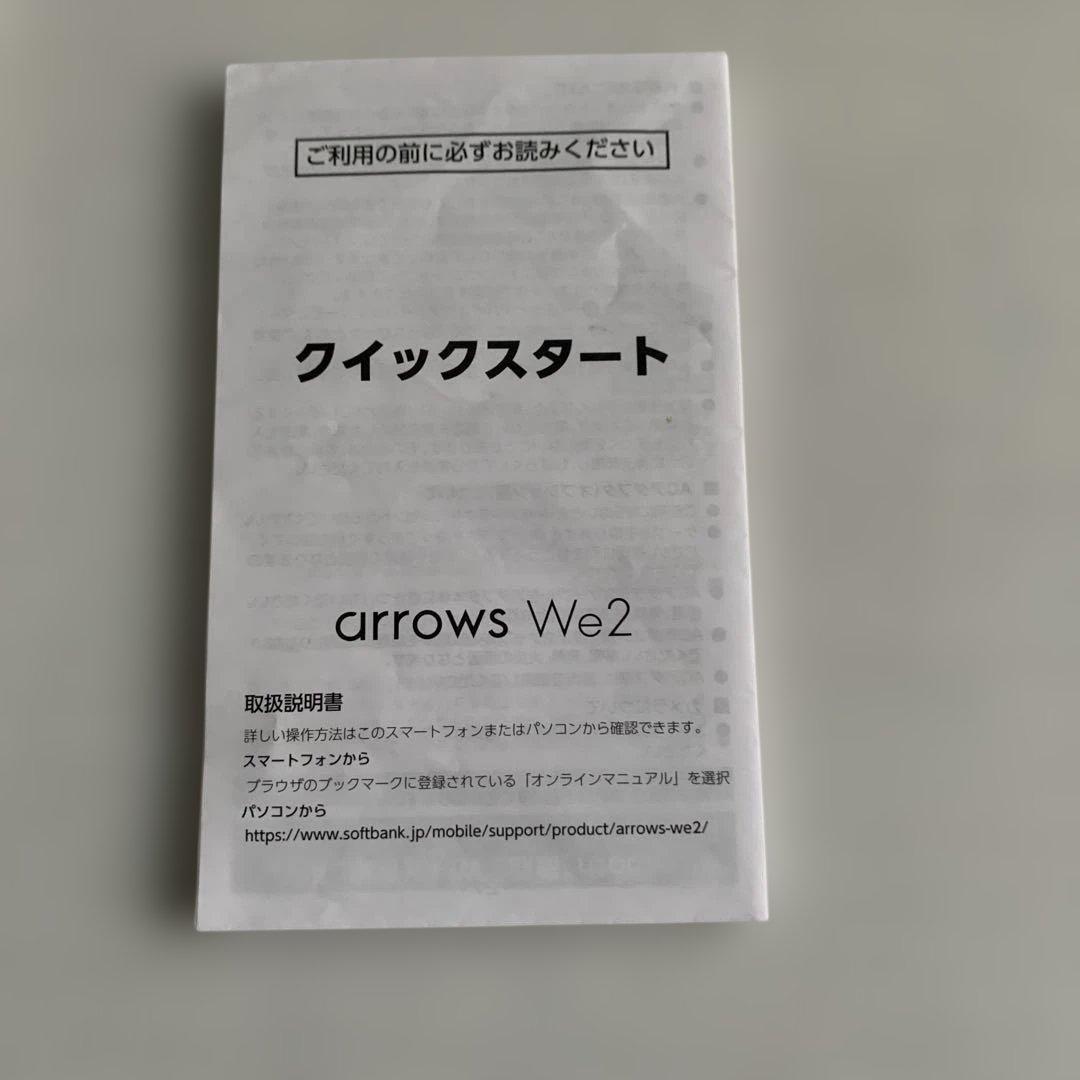 ご利用の前に必ずお読みください
クイックスタート
arrows We2
取扱説明書
詳しい操作方法はこのスマートフォンまたはパソコンから確認できます。
スマートフォンから
ブラウザのブックマークに登録されている「オンラインマニュアル」を選択
パソコンから
https://www.softbank.jp/mobile/support/product/arrows-we2/